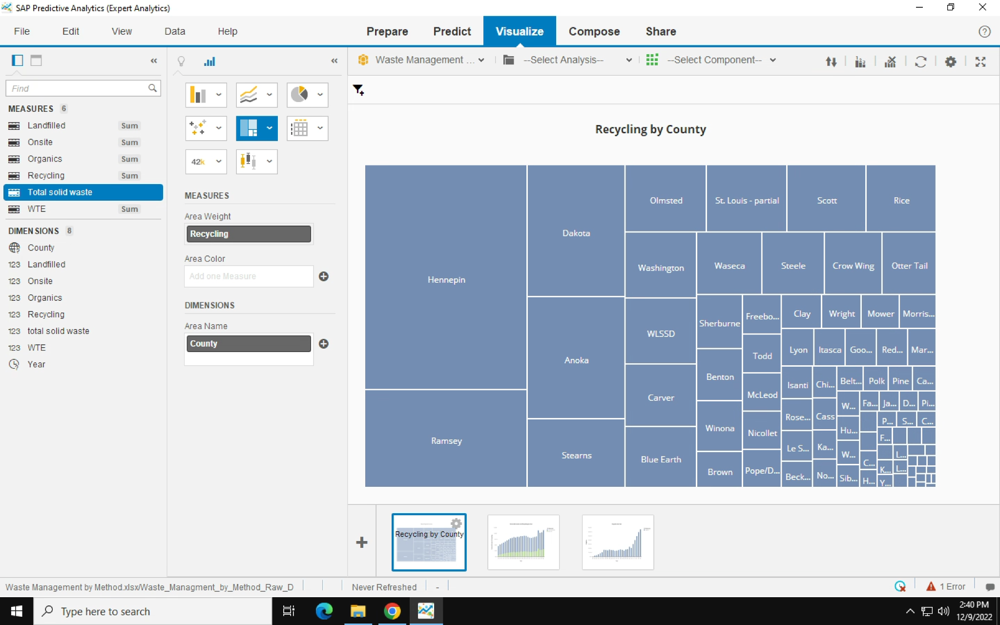 SAP Predictive Analytics (Expert Analytics)
File Edit View Data Help Prepare Predict Visualize Compose Share
Waste Management ... --Select Analysis-- --Select Component--
Find
MEASURES 6
Landfilled Sum
Onsite Sum
Organics Sum
Recycling Sum
Total solid waste
WTE Sum
DIMENSIONS 8
County
123 Landfilled
123 Onsite
123 Organics
123 Recycling
123 total solid waste
123 WTE
Year
42k
MEASURES
Area Weight
Recycling
Area Color
Add one Measure
DIMENSIONS
Area Name
County
Recycling by County
Hennepin
Ramsey
Dakota
Anoka
Stearns
Olmsted
St. Louis - partial
Scott
Rice
Washington
Waseca
Steele
Crow Wing
Otter Tail
WLSSD
Carver
Blue Earth
Sherburne
Benton
Winona
Brown
Freebo...
Todd
McLeod
Nicollet
Pope/D...
Clay
Wright
Mower
Morris...
Lyon
Itasca
Goo...
Red...
Mar...
Isanti
Chi...
Belt...
Polk
Pine
Ca...
Rose...
Cass
W...
Fa...
Ja...
D...
Pi...
Hu...
P...
S...
C...
Le S...
Ka...
W...
F...
L...
C...
K...
L...
Beck...
No...
Sib...
H...
Y...
Recycling by County
Waste Management by Method.xlsx/Waste_Managment_by_Method_Raw_D Never Refreshed - 1 Error
Type here to search
2:40 PM
12/9/2022